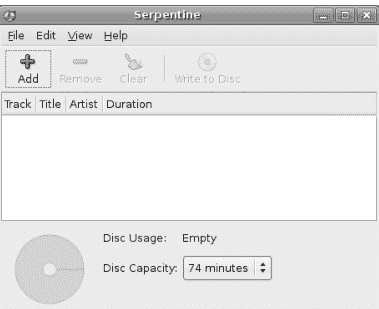 Serpentine
File Edit View Help
Add Remove Clear Write to Disc
Track Title Artist Duration
Disc Usage: Empty
Disc Capacity: 74 minutes